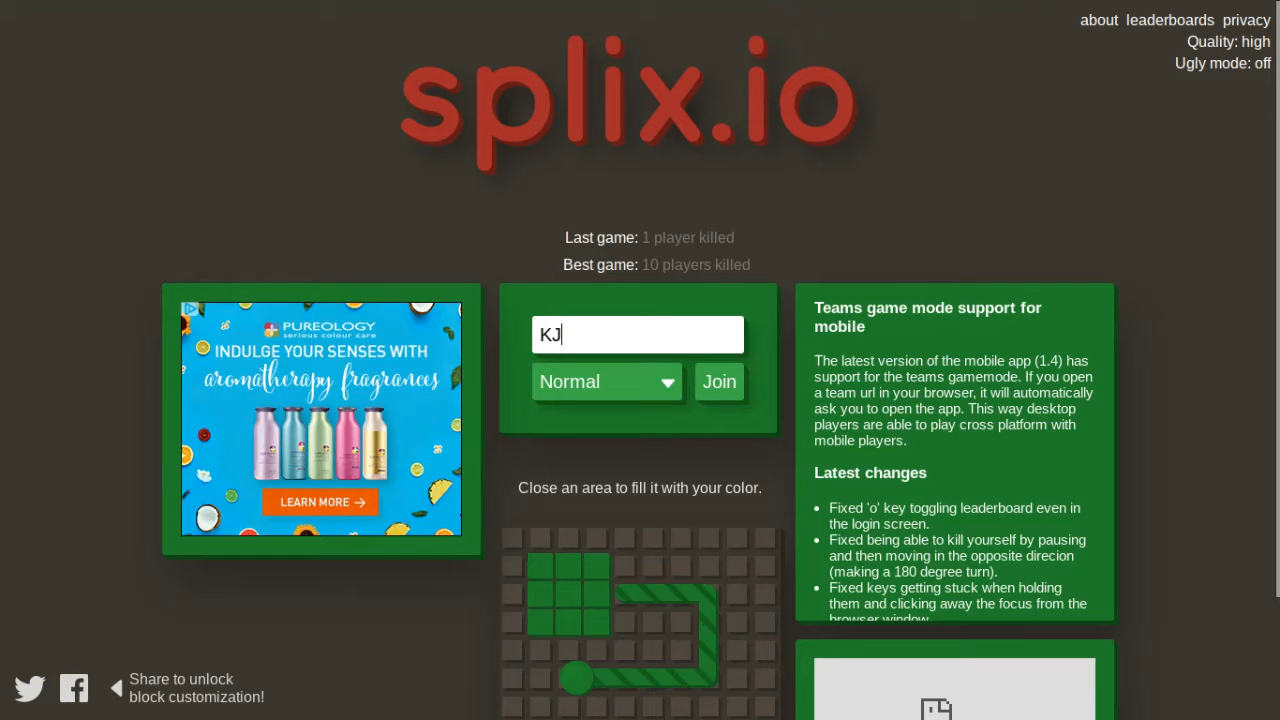 about leaderboards privacy
Quality: high
Ugly mode: off
splix.io
Last game: 1 player killed
Best game: 10 players killed
PUREOLOGY
serious colour care
INDULGE YOUR SENSES WITH
aromatherapy fragrances
LEARN MORE →
KJ
Normal
Join
Close an area to fill it with your color.
Teams game mode support for
mobile
The latest version of the mobile app (1.4) has
support for the teams gamemode. If you open
a team url in your browser, it will automatically
ask you to open the app. This way desktop
players are able to play cross platform with
mobile players.
Latest changes
• Fixed 'o' key toggling leaderboard even in
the login screen.
• Fixed being able to kill yourself by pausing
and then moving in the opposite direcion
(making a 180 degree turn).
• Fixed keys getting stuck when holding
them and clicking away the focus from the
browser window.
Share to unlock
block customization!